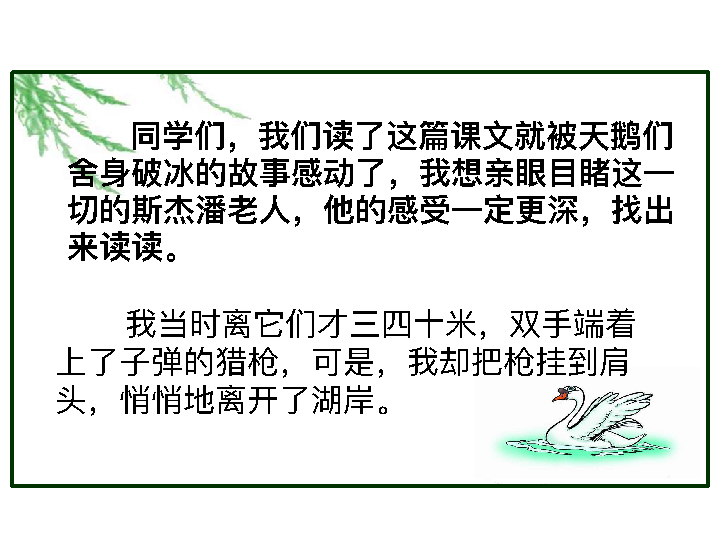 同学们，我们读了这篇课文就被天鹅们
舍身破冰的故事感动了，我想亲眼目睹这一
切的斯杰潘老人，他的感受一定更深，找出
来读读。
我当时离它们才三四十米，双手端着
上了子弹的猎枪，可是，我却把枪挂到肩
头，悄悄地离开了湖岸。